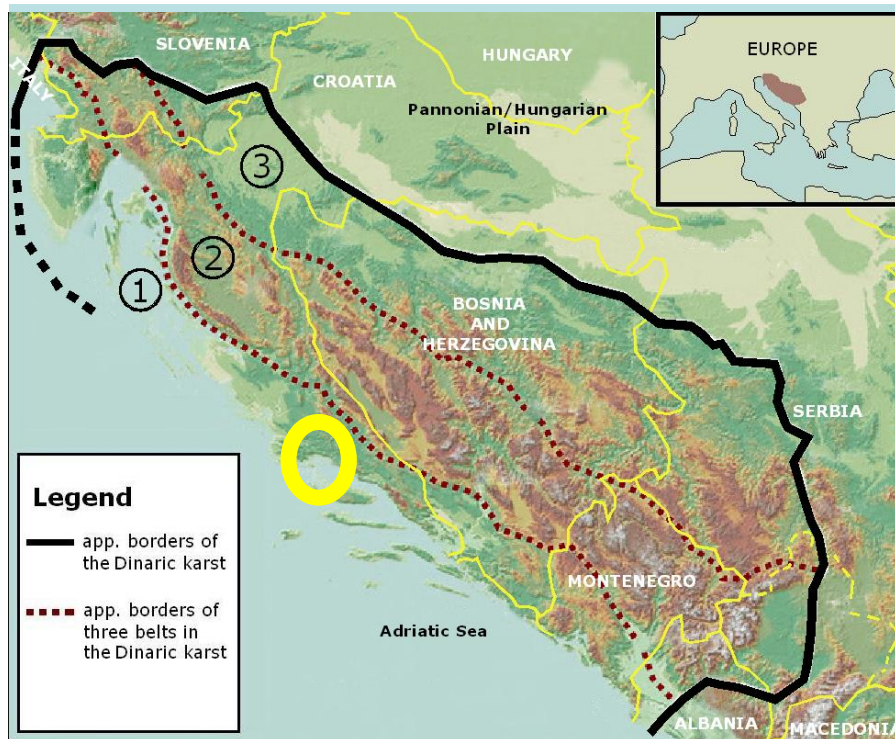 SLOVENIA
HUNGARY
EUROPE
ITALY
CROATIA
Pannonian/Hungarian
Plain
3
2
1
BOSNIA
AND
HERZEGOVINA
SERBIA
Legend
app. borders of
the Dinaric karst
app. borders of
three belts in
the Dinaric karst
MONTENEGRO
Adriatic Sea
ALBANIA
MACEDONIA